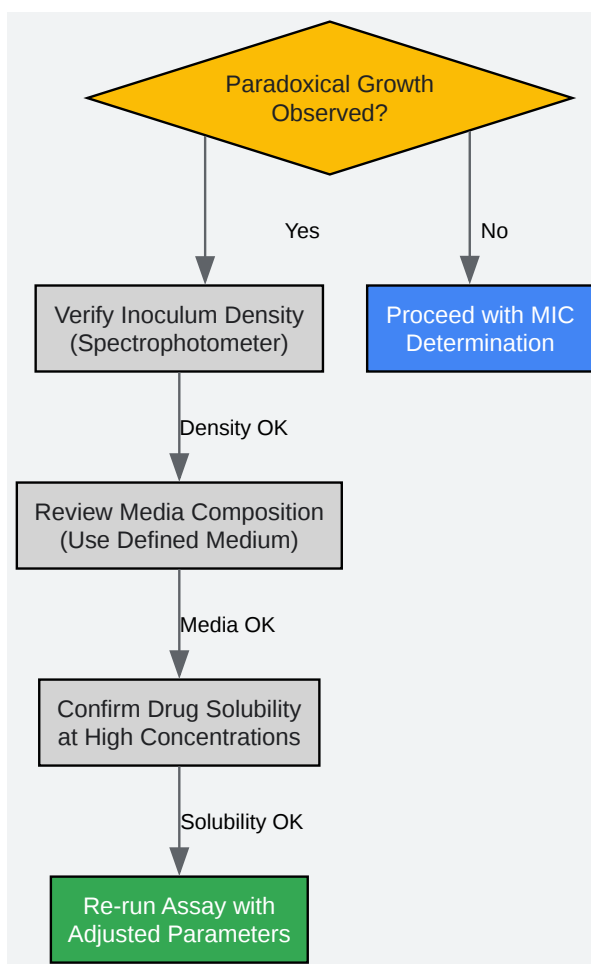 Paradoxical Growth
Observed?
Yes
No
Verify Inoculum Density
(Spectrophotometer)
Proceed with MIC
Determination
Density OK
Review Media Composition
(Use Defined Medium)
Media OK
Confirm Drug Solubility
at High Concentrations
Solubility OK
Re-run Assay with
Adjusted Parameters